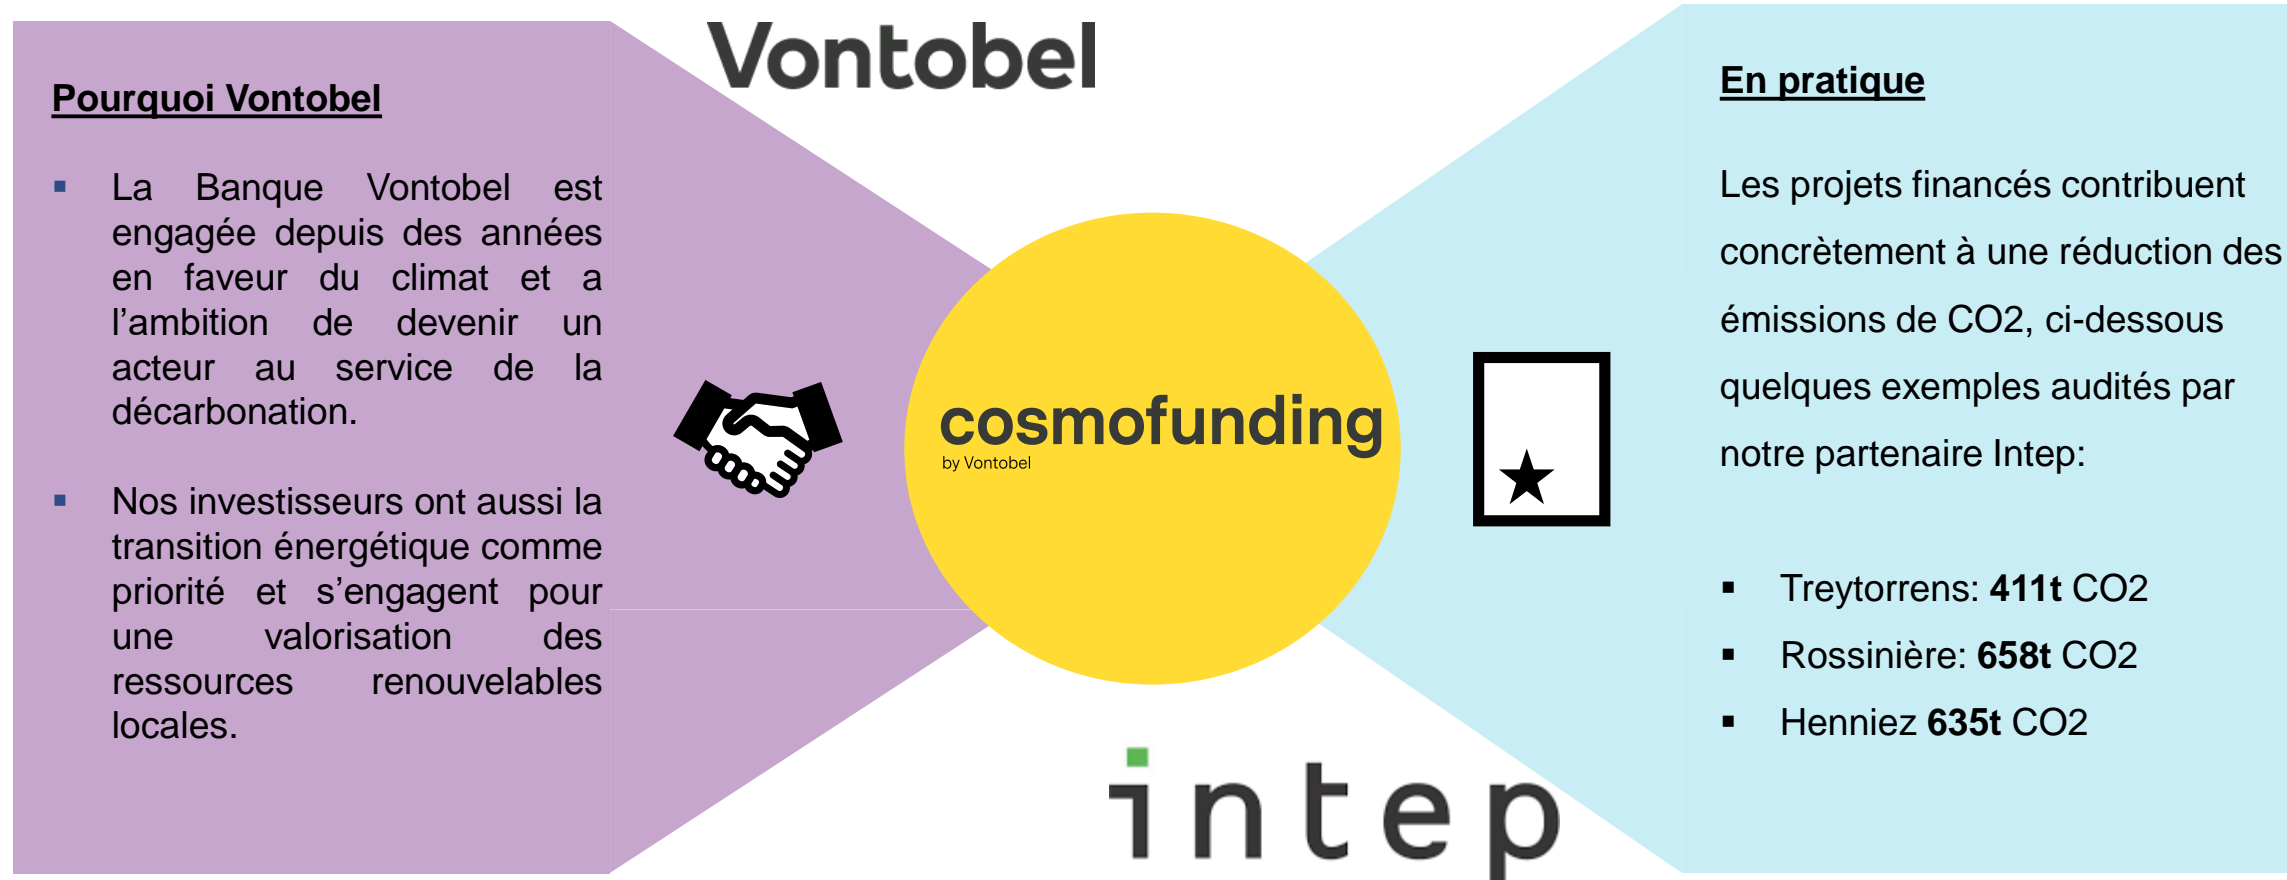 Vontobel
Pourquoi Vontobel
▪ La Banque Vontobel est
engagée depuis des années
en faveur du climat et a
l’ambition de devenir un
acteur au service de la
décarbonation.
▪ Nos investisseurs ont aussi la
transition énergétique comme
priorité et s’engagent pour
une valorisation des
ressources renouvelables
locales.
cosmofunding
by Vontobel
intep
En pratique
Les projets financés contribuent
concrètement à une réduction des
émissions de CO2, ci-dessous
quelques exemples audités par
notre partenaire Intep:
▪ Treytorrens: 411t CO2
▪ Rossinière: 658t CO2
▪ Henniez 635t CO2